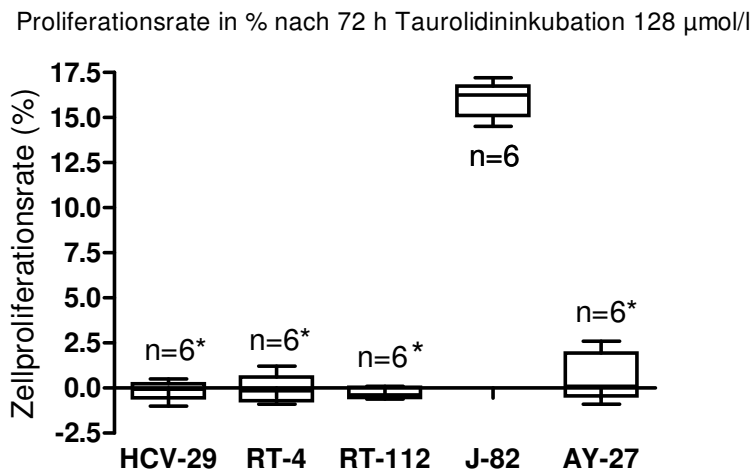 Proliferationsrate in % nach 72 h Taurolidininkubation 128 µmol/l
Zellproliferationsrate (%)
17.5
15.0
12.5
10.0
7.5
5.0
2.5
0.0
-2.5
n=6*
n=6*
n=6*
n=6
n=6*
HCV-29 RT-4 RT-112 J-82 AY-27